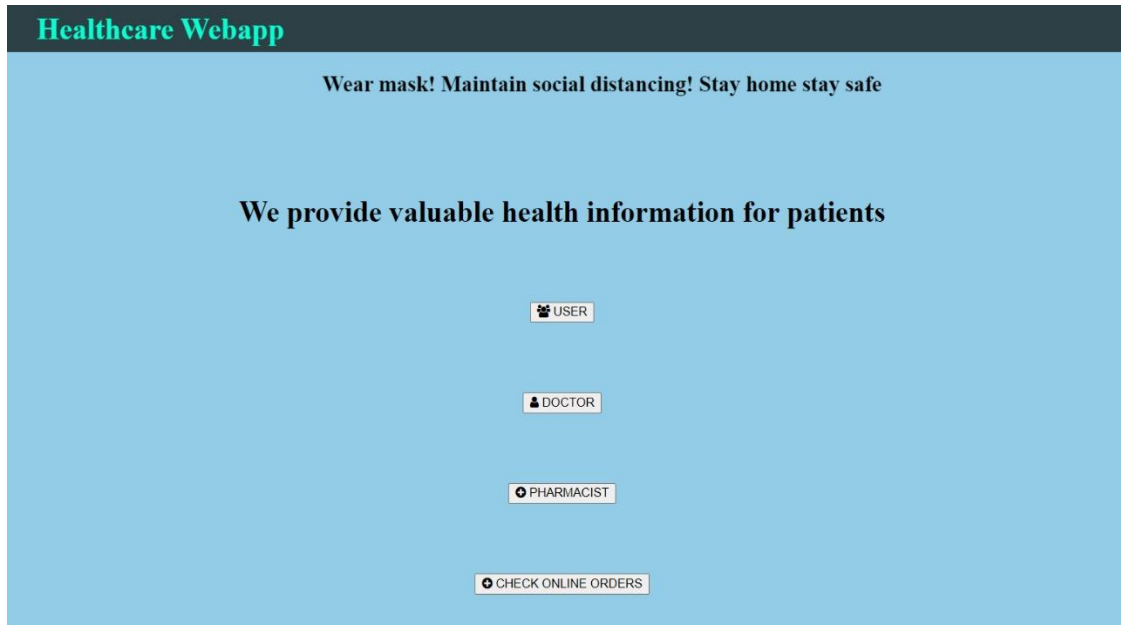 Healthcare Webapp
Wear mask! Maintain social distancing! Stay home stay safe
We provide valuable health information for patients
USER
DOCTOR
PHARMACIST
CHECK ONLINE ORDERS